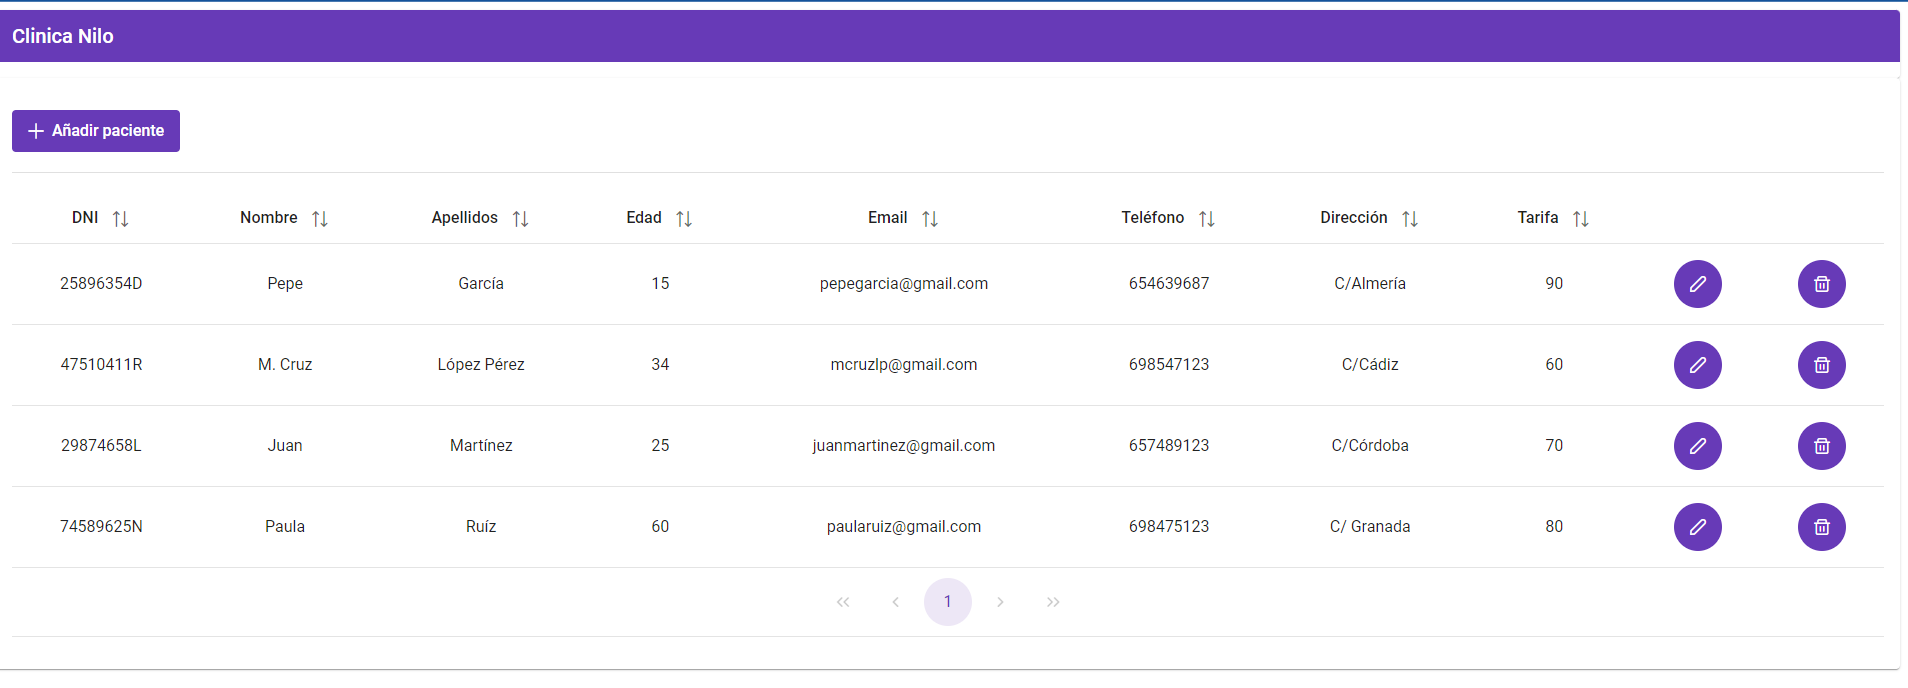 Clinica Nilo
Añadir paciente
DNI Nombre Apellidos Edad Email Teléfono Dirección Tarifa
25896354D Pepe García 15 pepegarcia@gmail.com 654639687 C/Almería 90
47510411R M. Cruz López Pérez 34 mcruzlp@gmail.com 698547123 C/Cádiz 60
29874658L Juan Martínez 25 juanmartinez@gmail.com 657489123 C/Córdoba 70
74589625N Paula Ruíz 60 paularuiz@gmail.com 698475123 C/ Granada 80
1